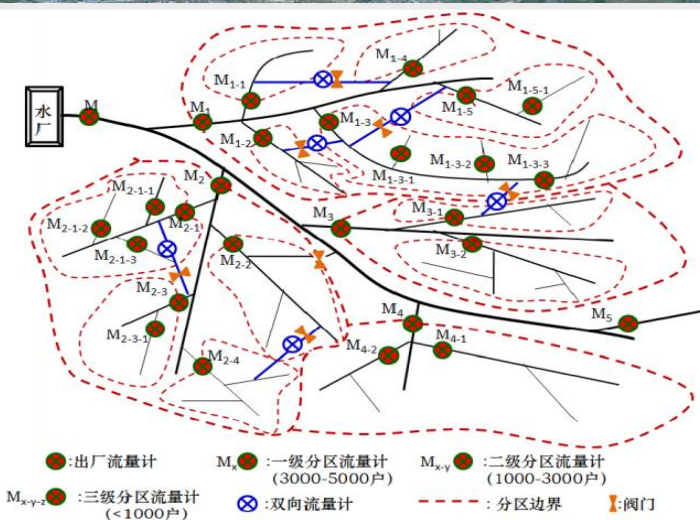 水厂
M
M1
M1-1
M1-4
M1-5
M1-5-1
M1-2
M1-3
M1-3-1
M1-3-2
M1-3-3
M2
M2-1-1
M2-1-2
M2-1
M2-1-3
M2-2
M2-3
M2-3-1
M2-4
M3
M3-1
M3-2
M4
M4-2
M4-1
M5
:出厂流量计
Mx :一级分区流量计
(3000-5000户)
Mx-y :二级分区流量计
(1000-3000户)
Mx-y-z :三级分区流量计
(<1000户)
:双向流量计
:分区边界
:阀门